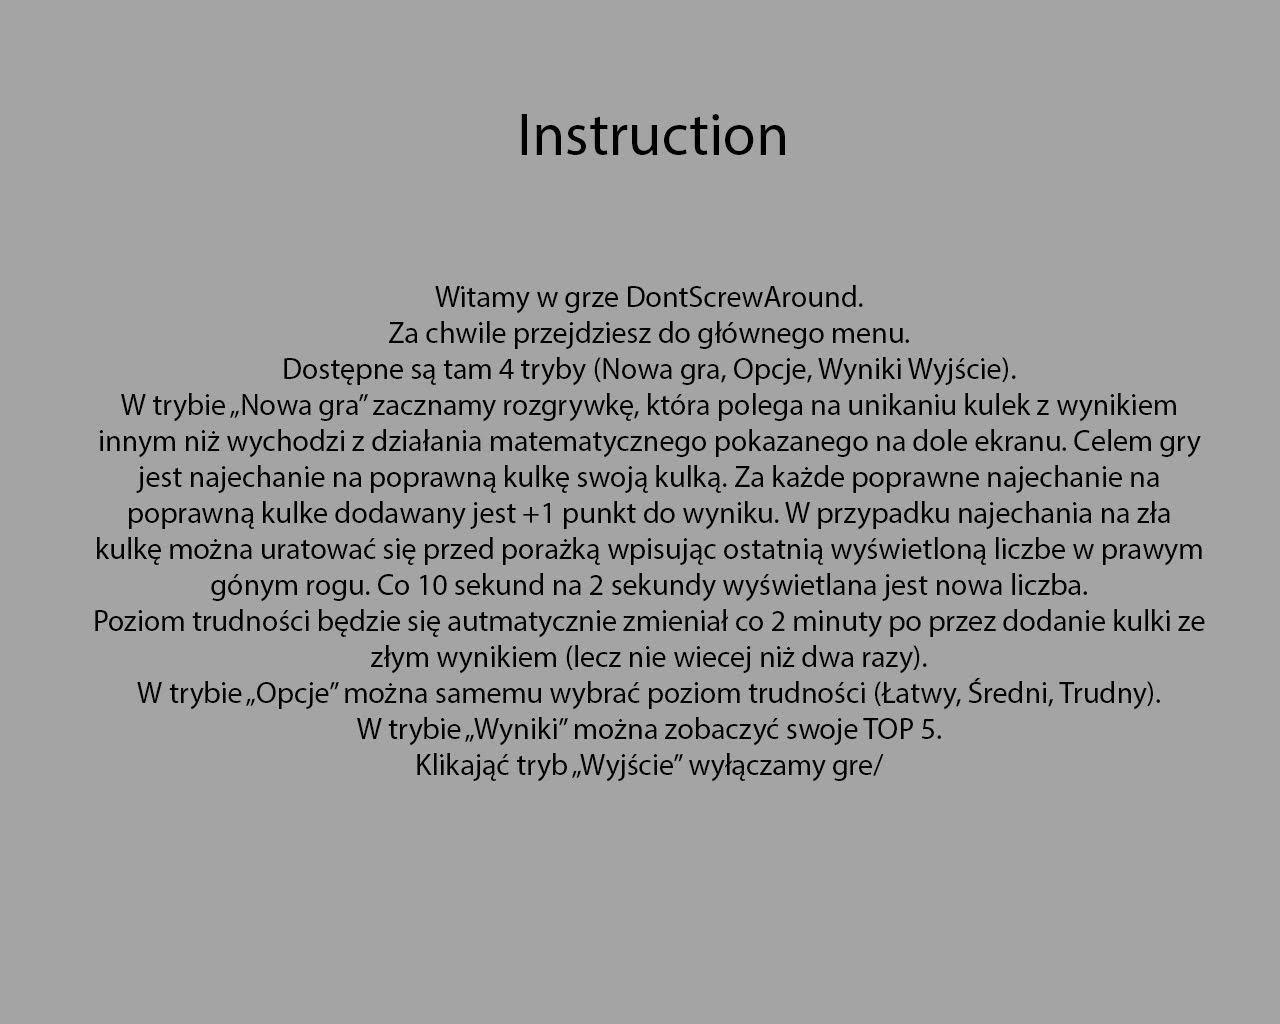 Instruction
Witamy w grze DontScrewAround.
Za chwile przejdziesz do głównego menu.
Dostępne są tam 4 tryby (Nowa gra, Opcje, Wyniki Wyjście).
W trybie „Nowa gra” zacznamy rozgrywkę, która polega na unikaniu kulek z wynikiem
innym niż wychodzi z działania matematycznego pokazanego na dole ekranu. Celem gry
jest najechanie na poprawną kulkę swoją kulką. Za każde poprawne najechanie na
poprawną kulke dodawany jest +1 punkt do wyniku. W przypadku najechania na zła
kulkę można uratować się przed porażką wpisując ostatnią wyświetloną liczbe w prawym
gónym rogu. Co 10 sekund na 2 sekundy wyświetlana jest nowa liczba.
Poziom trudności będzie się autmatycznie zmieniał co 2 minuty po przez dodanie kulki ze
złym wynikiem (lecz nie wiecej niż dwa razy).
W trybie „Opcje” można samemu wybrać poziom trudności (Łatwy, Średni, Trudny).
W trybie „Wyniki” można zobaczyć swoje TOP 5.
Klikająć tryb „Wyjście” wyłączamy gre/